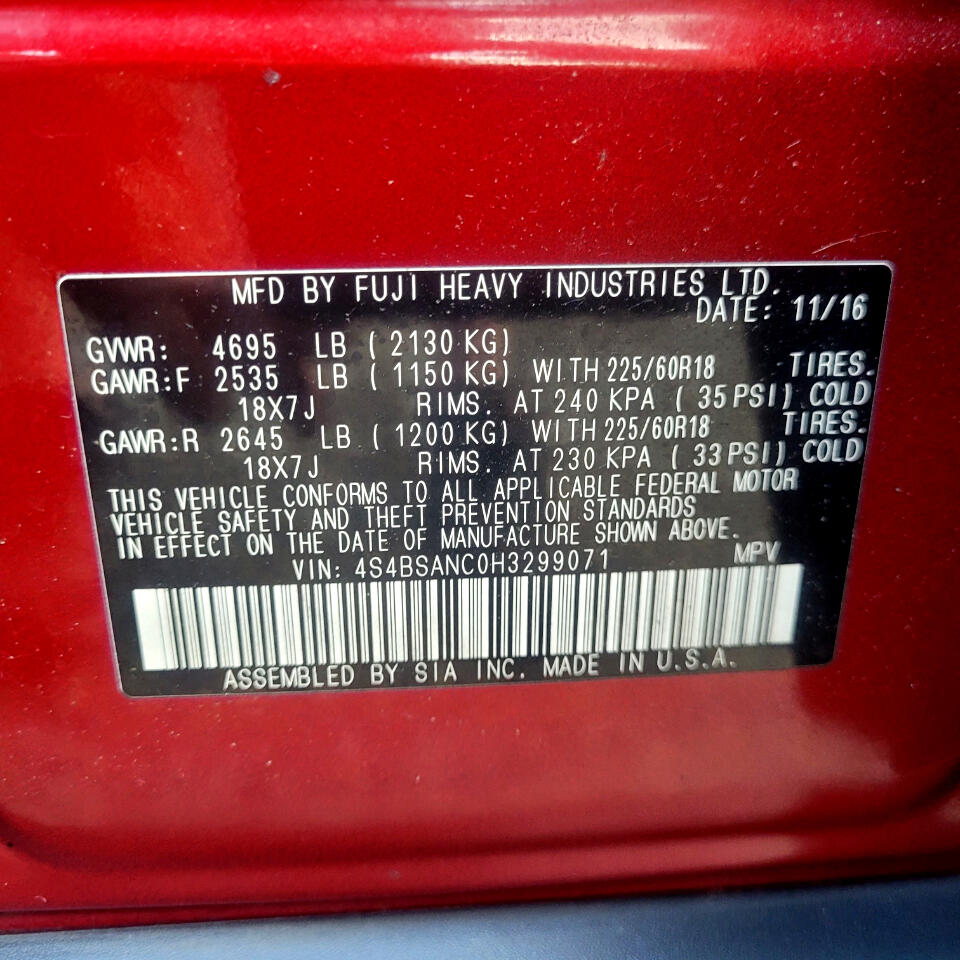 MFD BY FUJI HEAVY INDUSTRIES LTD.
DATE: 11/16
GVWR: 4695 LB ( 2130 KG)
GAWR:F 2535 LB ( 1150 KG) WITH 225/60R18 TIRES.
18X7J RIMS. AT 240 KPA ( 35 PSI) COLD
GAWR:R 2645 LB ( 1200 KG) WITH 225/60R18 TIRES.
18X7J RIMS. AT 230 KPA ( 33 PSI) COLD
THIS VEHICLE CONFORMS TO ALL APPLICABLE FEDERAL MOTOR
VEHICLE SAFETY AND THEFT PREVENTION STANDARDS
IN EFFECT ON THE DATE OF MANUFACTURE SHOWN ABOVE.
VIN: 4S4BSANC0H3299071 MPV
ASSEMBLED BY SIA INC. MADE IN U.S.A.